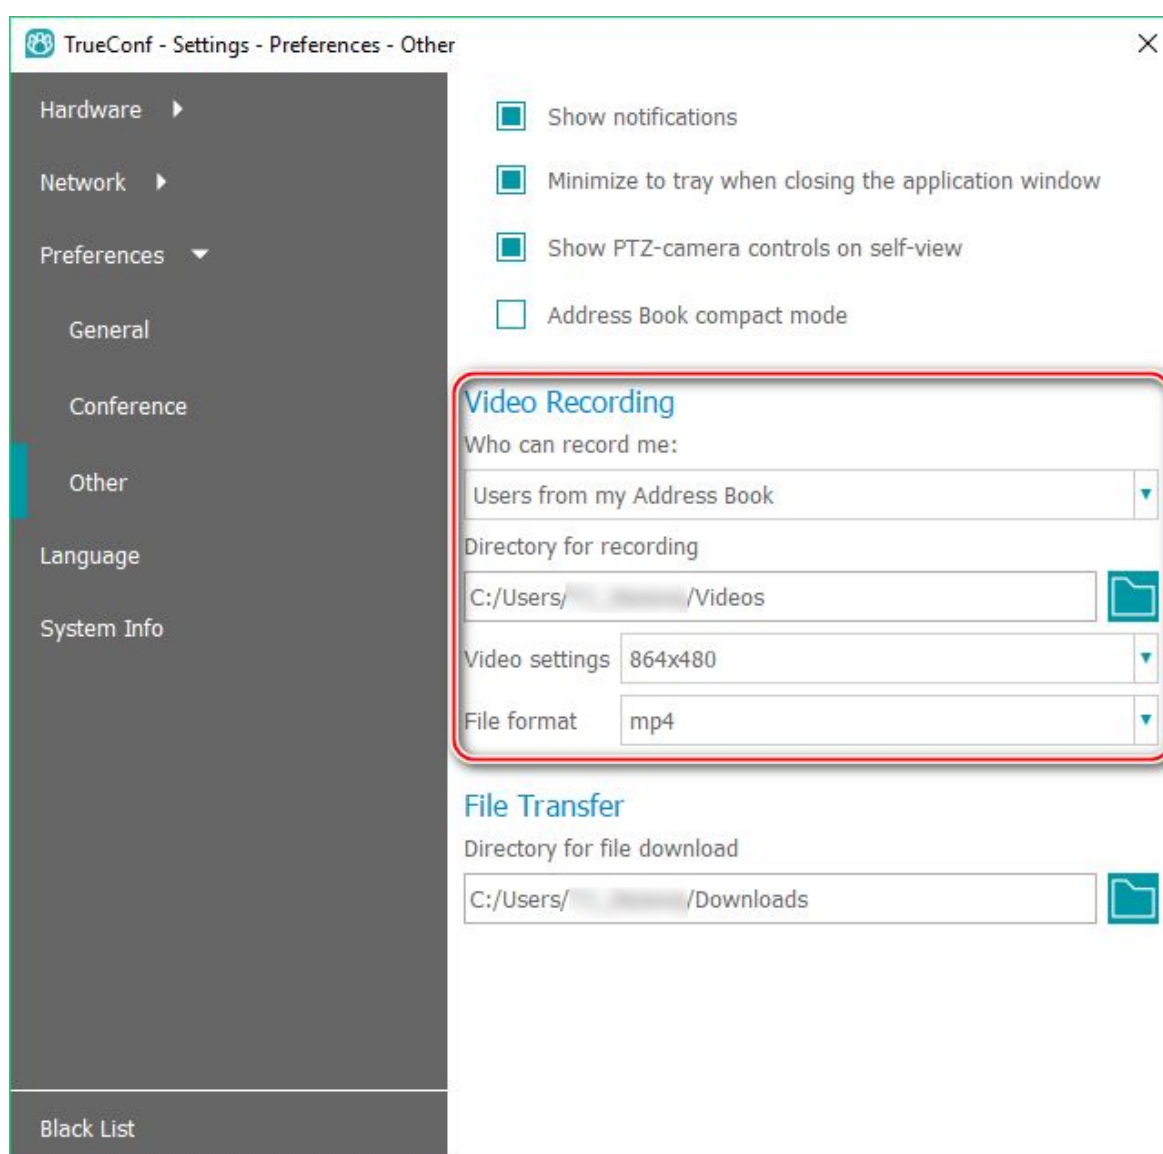 TrueConf - Settings - Preferences - Other
Hardware
Network
Preferences
General
Conference
Other
Language
System Info
Black List
Show notifications
Minimize to tray when closing the application window
Show PTZ-camera controls on self-view
Address Book compact mode
Video Recording
Who can record me:
Users from my Address Book
Directory for recording
C:/Users/ /Videos
Video settings 864x480
File format mp4
File Transfer
Directory for file download
C:/Users/ /Downloads